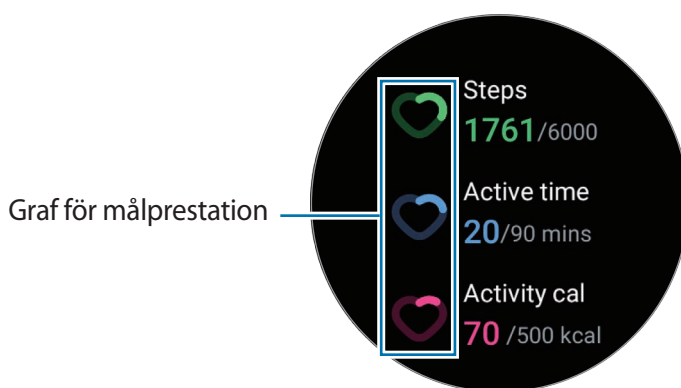 Steps
1761/6000
Graf för målprestation
Active time
20/90 mins
Activity cal
70 /500 kcal